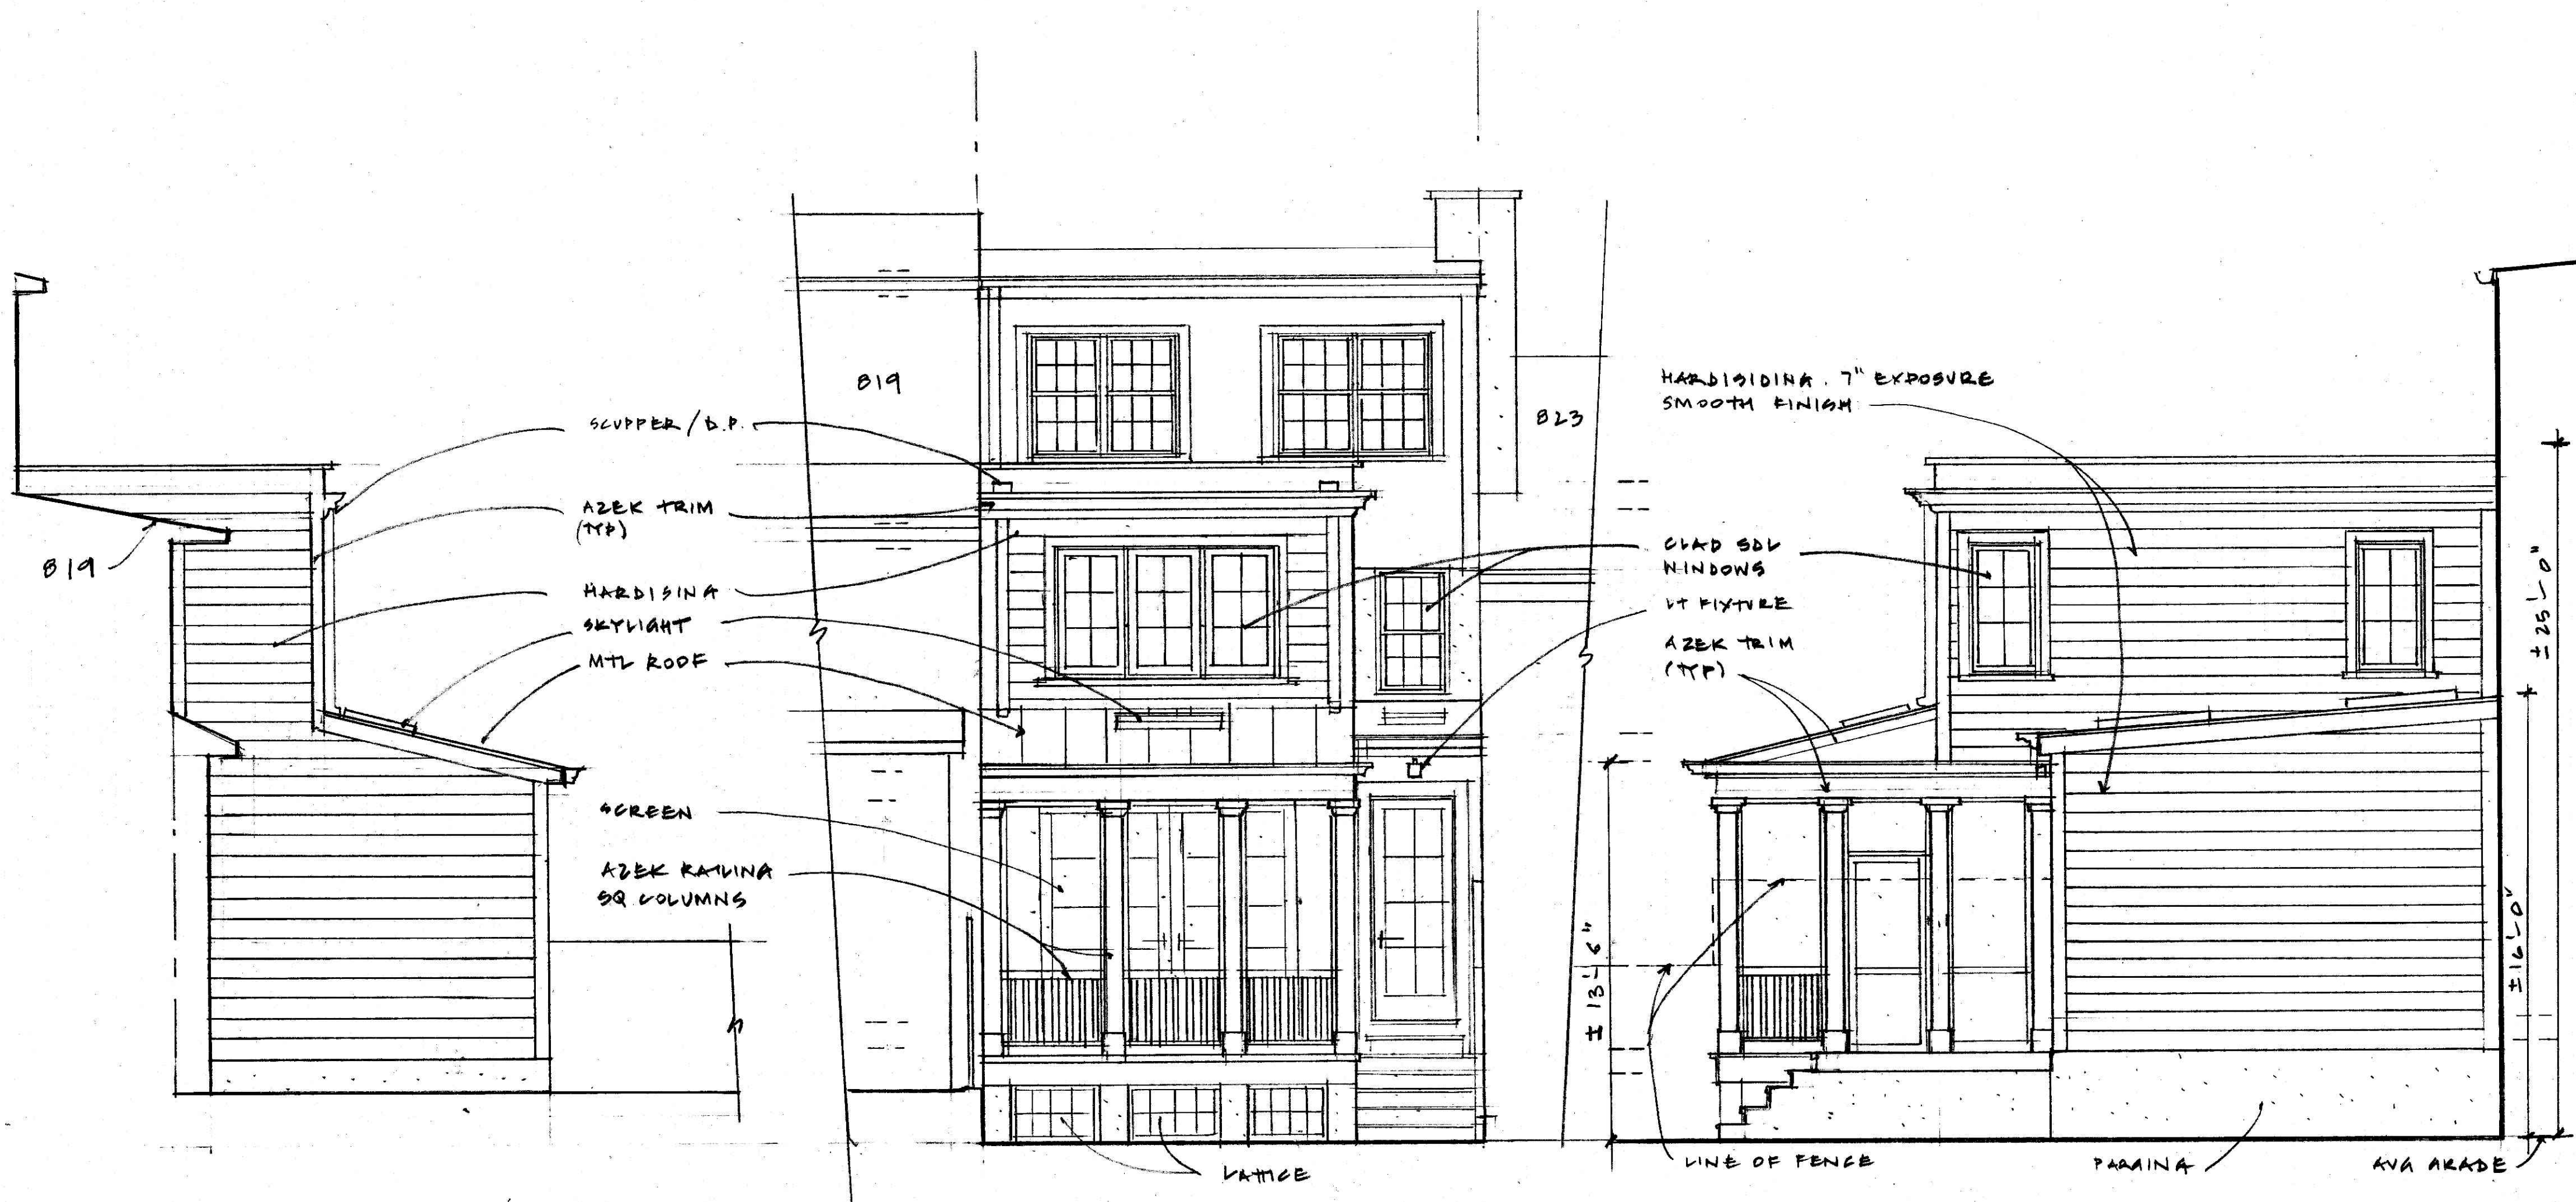 819
SCUPPER / D.P.
AZEK TRIM
(TYP)
HARDISING
SKYLIGHT
MTL ROOF
SCREEN
AZEK RAILING
SQ COLUMNS
819
823
LATTICE
HARDISIDING . 7" EXPOSURE
SMOOTH FINISH
CLAD SDL
WINDOWS
LT FIXTURE
AZEK TRIM
(TYP)
± 13'-6"
± 25'-0"
± 16'-0"
LINE OF FENCE
PARGING
AVG GRADE